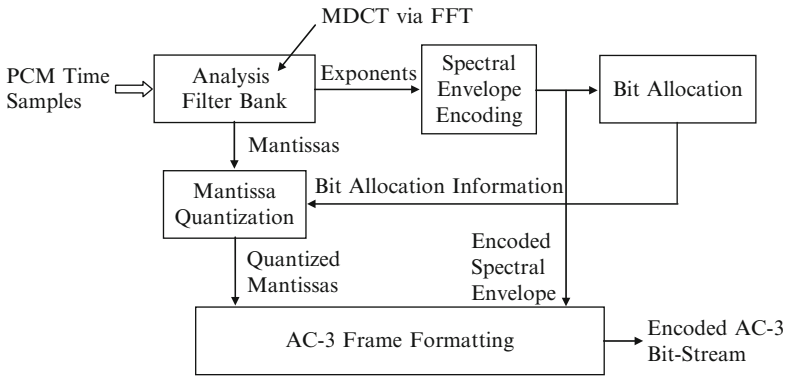 MDCT via FFT
PCM Time
Samples
Analysis
Filter Bank
Exponents
Spectral
Envelope
Encoding
Bit Allocation
Mantissas
Mantissa
Quantization
Bit Allocation Information
Quantized
Mantissas
Encoded
Spectral
Envelope
AC-3 Frame Formatting
Encoded AC-3
Bit-Stream